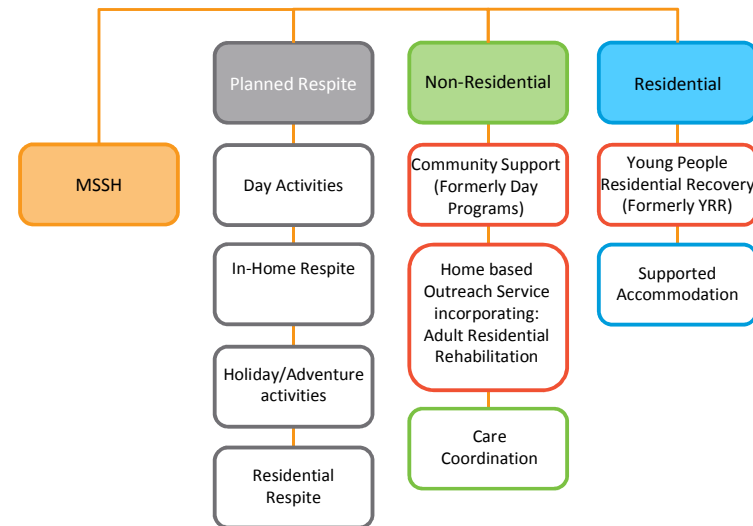 Planned Respite
Non-Residential
Residential
MSSH
Day Activities
In-Home Respite
Holiday/Adventure
activities
Residential
Respite
Community Support
(Formerly Day
Programs)
Home based
Outreach Service
incorporating:
Adult Residential
Rehabilitation
Care
Coordination
Young People
Residential Recovery
(Formerly YRR)
Supported
Accommodation